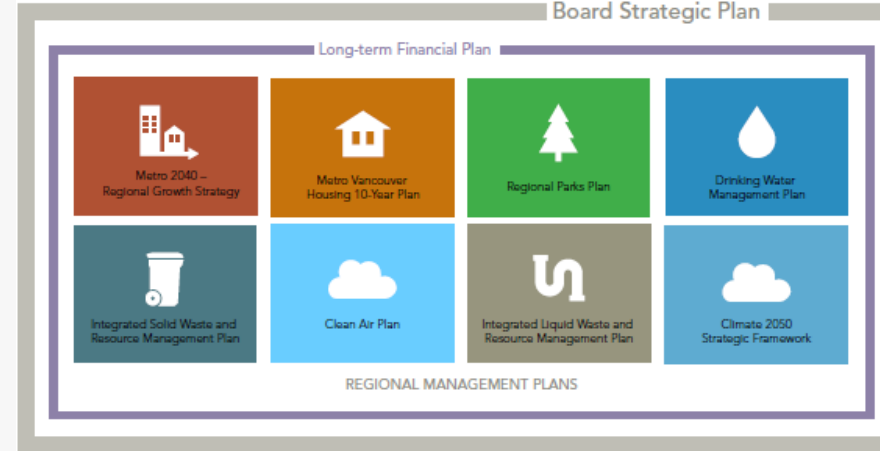 Board Strategic Plan
Long-term Financial Plan
Metro 2040 –
Regional Growth Strategy
Metro Vancouver
Housing 10-Year Plan
Regional Parks Plan
Drinking Water
Management Plan
Integrated Solid Waste and
Resource Management Plan
Clean Air Plan
Integrated Liquid Waste and
Resource Management Plan
Climate 2050
Strategic Framework
REGIONAL MANAGEMENT PLANS